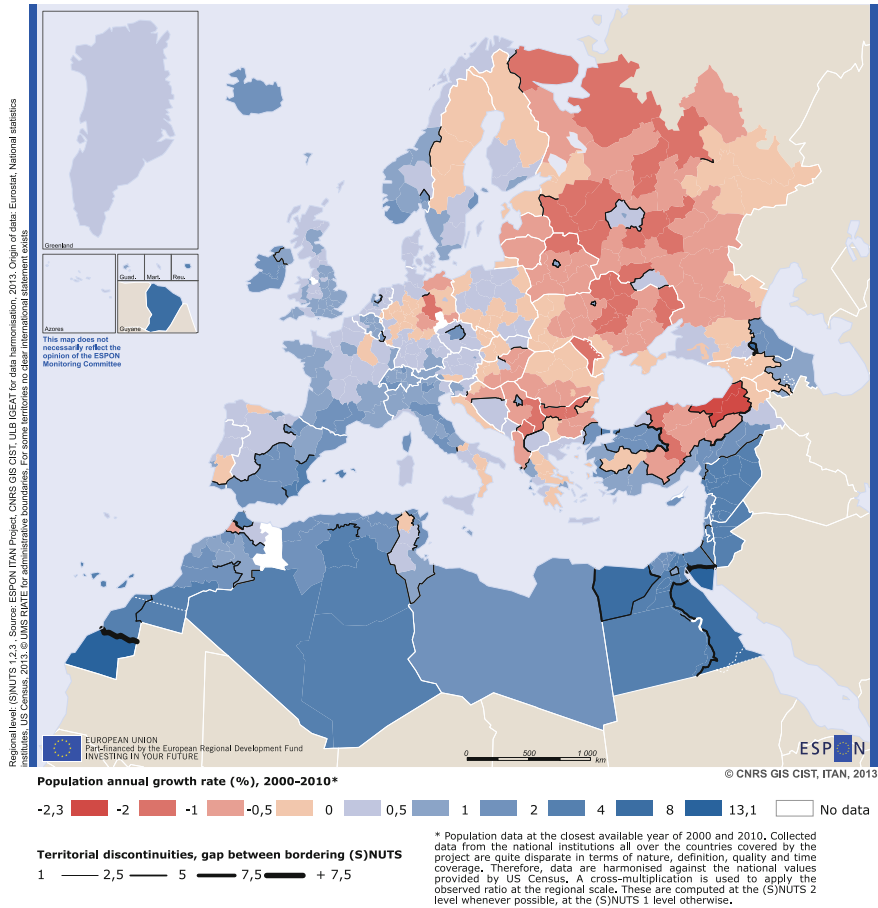 Regional level: (S)NUTS 1,2,3 . Source: ESPON ITAN Project, CNRS GIS CIST, ULB IGEAT for data harmonisation, 2013. Origin of data: Eurostat, National statistics
institutes, US Census, 2013. © UMS RIATE for administrative boundaries, For some territories no clear international statement exists
Greenland
Azores
Guad.
Mart.
Reu.
Guyane
This map does not
necessarily reflect the
opinion of the ESPON
Monitoring Committee
EUROPEAN UNION
Part-financed by the European Regional Development Fund
INVESTING IN YOUR FUTURE
0 500 1 000
km
ESPON
© CNRS GIS CIST, ITAN, 2013
Population annual growth rate (%), 2000-2010*
-2,3 -2 -1 -0,5 0 0,5 1 2 4 8 13,1 No data
Territorial discontinuities, gap between bordering (S)NUTS
1 2,5 5 7,5 + 7,5
* Population data at the closest available year of 2000 and 2010. Collected
data from the national institutions all over the countries covered by the
project are quite disparate in terms of nature, definition, quality and time
coverage. Therefore, data are harmonised against the national values
provided by US Census. A cross-multiplication is used to apply the
observed ratio at the regional scale. These are computed at the (S)NUTS 2
level whenever possible, at the (S)NUTS 1 level otherwise.